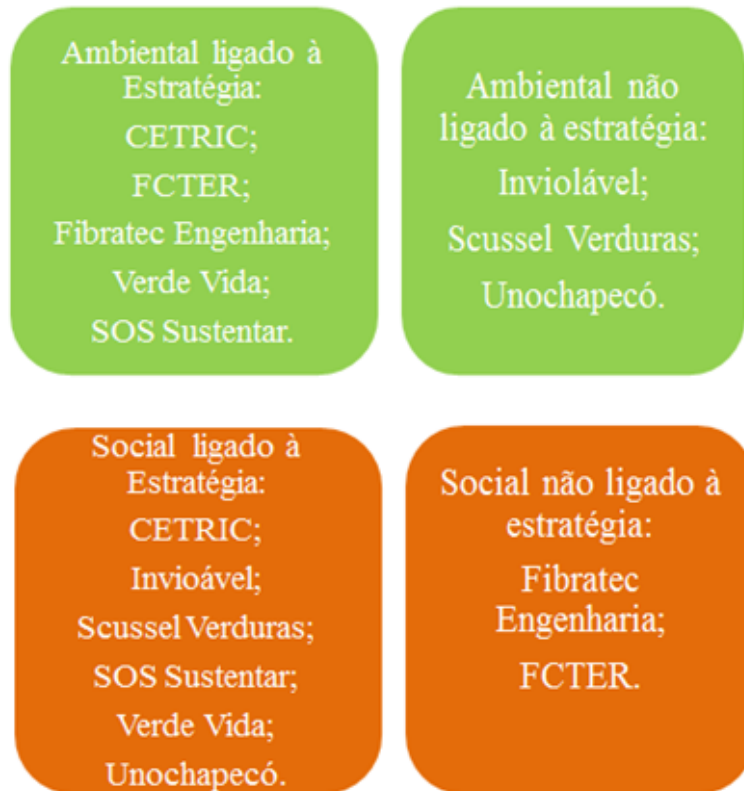 Ambiental ligado à
Estratégia:
CETRIC;
FCTER;
Fibratec Engenharia;
Verde Vida;
SOS Sustentar.
Ambiental não
ligado à estratégia:
Inviolável;
Scussel Verduras;
Unochapecó.
Social ligado à
Estratégia:
CETRIC;
Invioável;
Scussel Verduras;
SOS Sustentar;
Verde Vida;
Unochapecó.
Social não ligado à
estratégia:
Fibratec
Engenharia;
FCTER.